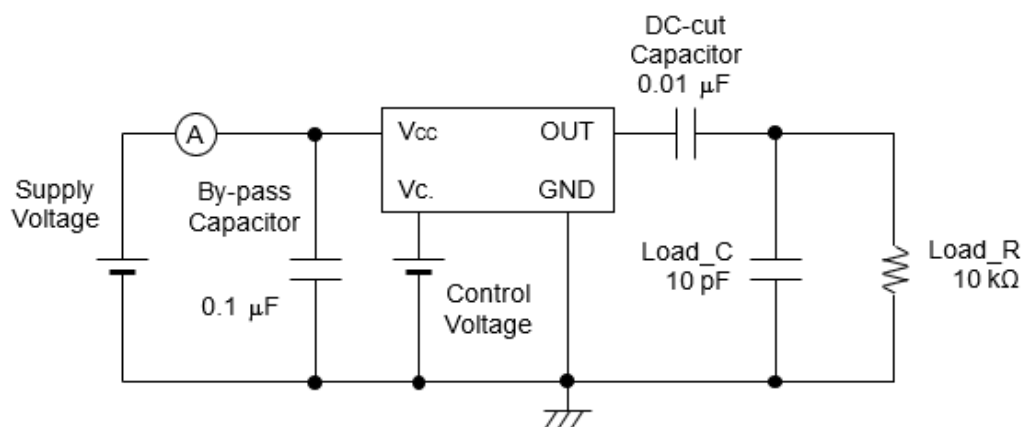 DC-cut
Capacitor
0.01 μF
A
Vcc
OUT
Supply
Voltage
By-pass
Capacitor
Vc.
GND
0.1 μF
Control
Voltage
Load_C
10 pF
Load_R
10 kΩ